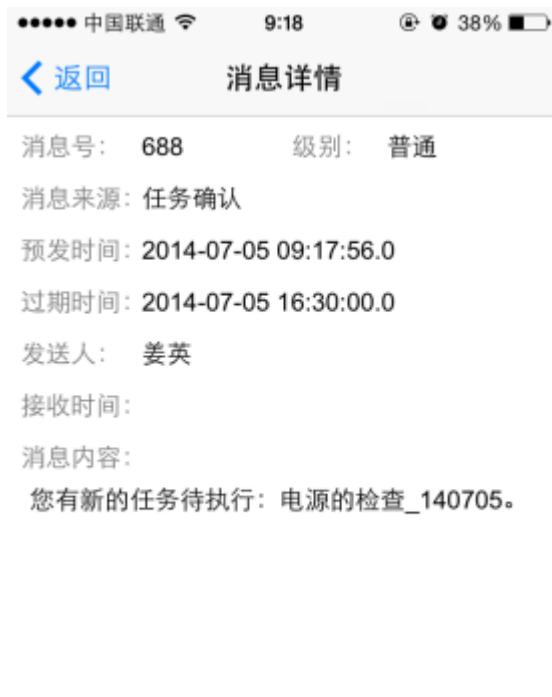 中国联通 9:18 38%
返回 消息详情
消息号： 688 级别： 普通
消息来源：任务确认
预发时间：2014-07-05 09:17:56.0
过期时间：2014-07-05 16:30:00.0
发送人： 姜英
接收时间：
消息内容：
您有新的任务待执行：电源的检查_140705。